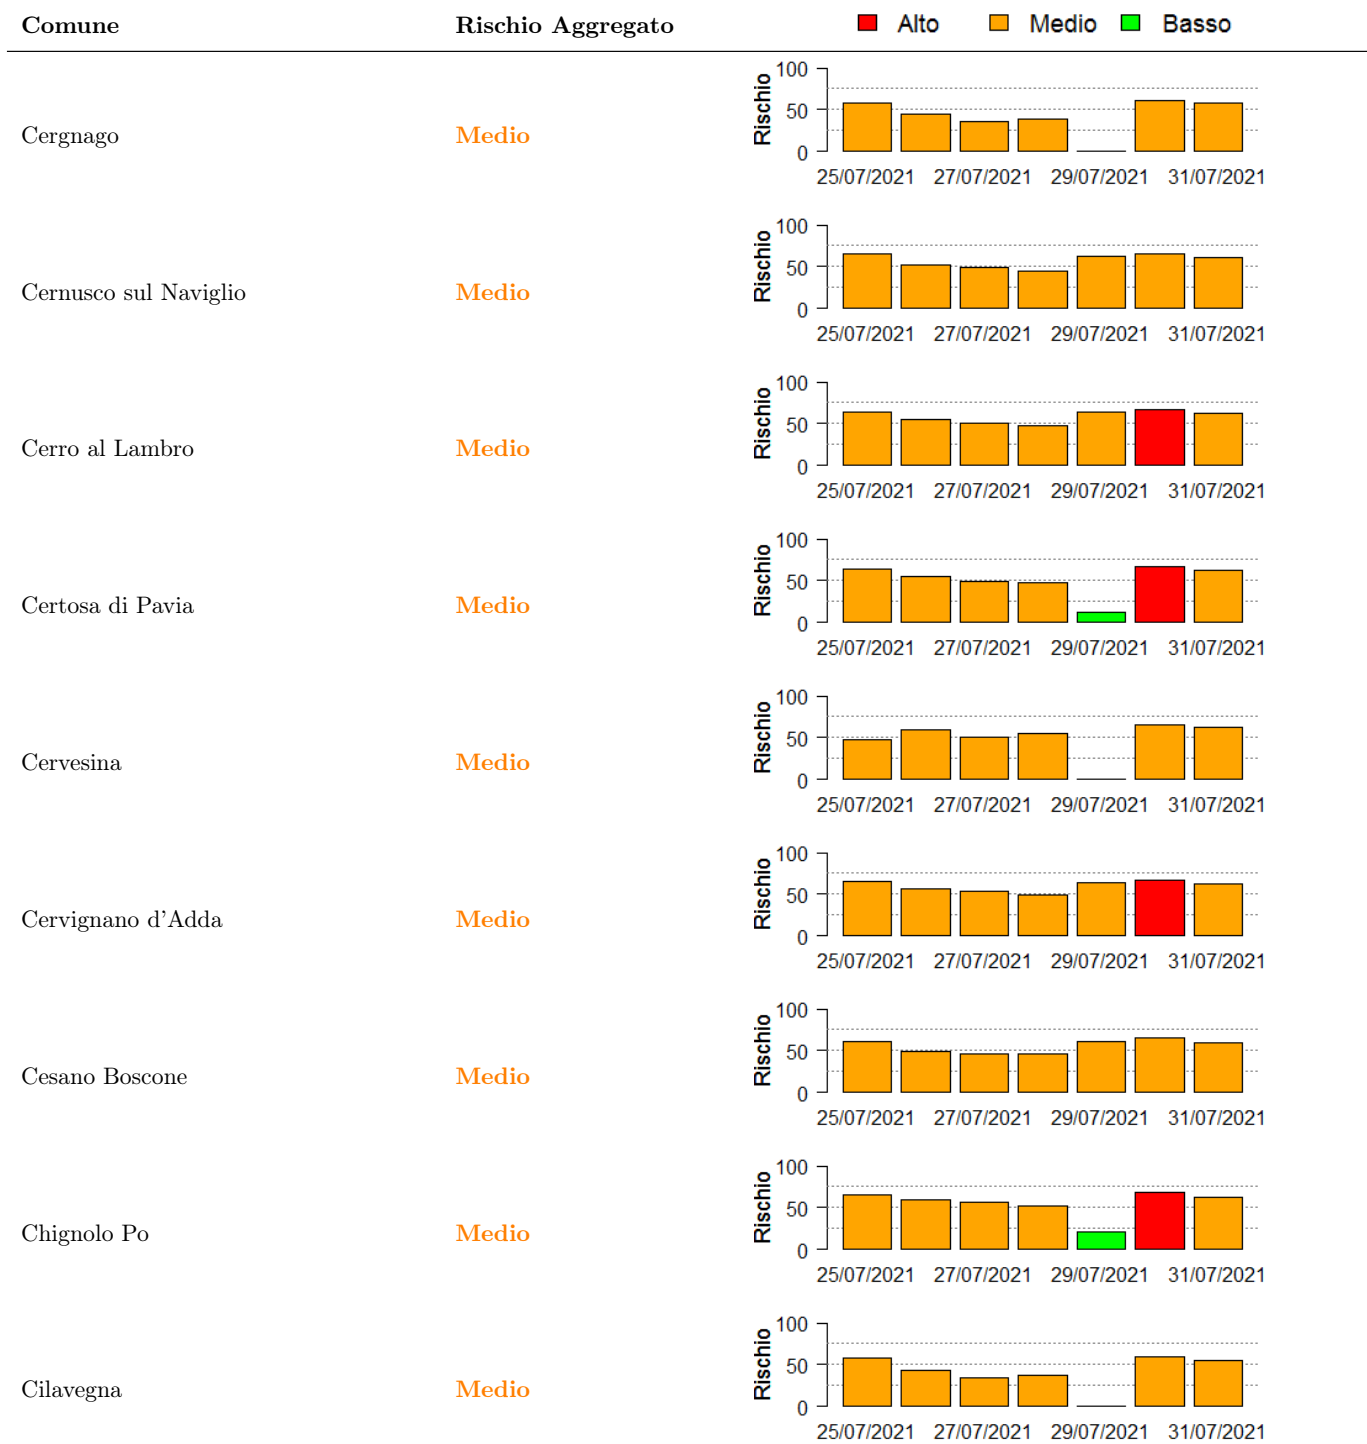 Comune Rischio Aggregato Alto Medio Basso
Cergnago Medio
Rischio
100
50
0
25/07/2021 27/07/2021 29/07/2021 31/07/2021
Cernusco sul Naviglio Medio
Rischio
100
50
0
25/07/2021 27/07/2021 29/07/2021 31/07/2021
Cerro al Lambro Medio
Rischio
100
50
0
25/07/2021 27/07/2021 29/07/2021 31/07/2021
Certosa di Pavia Medio
Rischio
100
50
0
25/07/2021 27/07/2021 29/07/2021 31/07/2021
Cervesina Medio
Rischio
100
50
0
25/07/2021 27/07/2021 29/07/2021 31/07/2021
Cervignano d'Adda Medio
Rischio
100
50
0
25/07/2021 27/07/2021 29/07/2021 31/07/2021
Cesano Boscone Medio
Rischio
100
50
0
25/07/2021 27/07/2021 29/07/2021 31/07/2021
Chignolo Po Medio
Rischio
100
50
0
25/07/2021 27/07/2021 29/07/2021 31/07/2021
Cilavegna Medio
Rischio
100
50
0
25/07/2021 27/07/2021 29/07/2021 31/07/2021